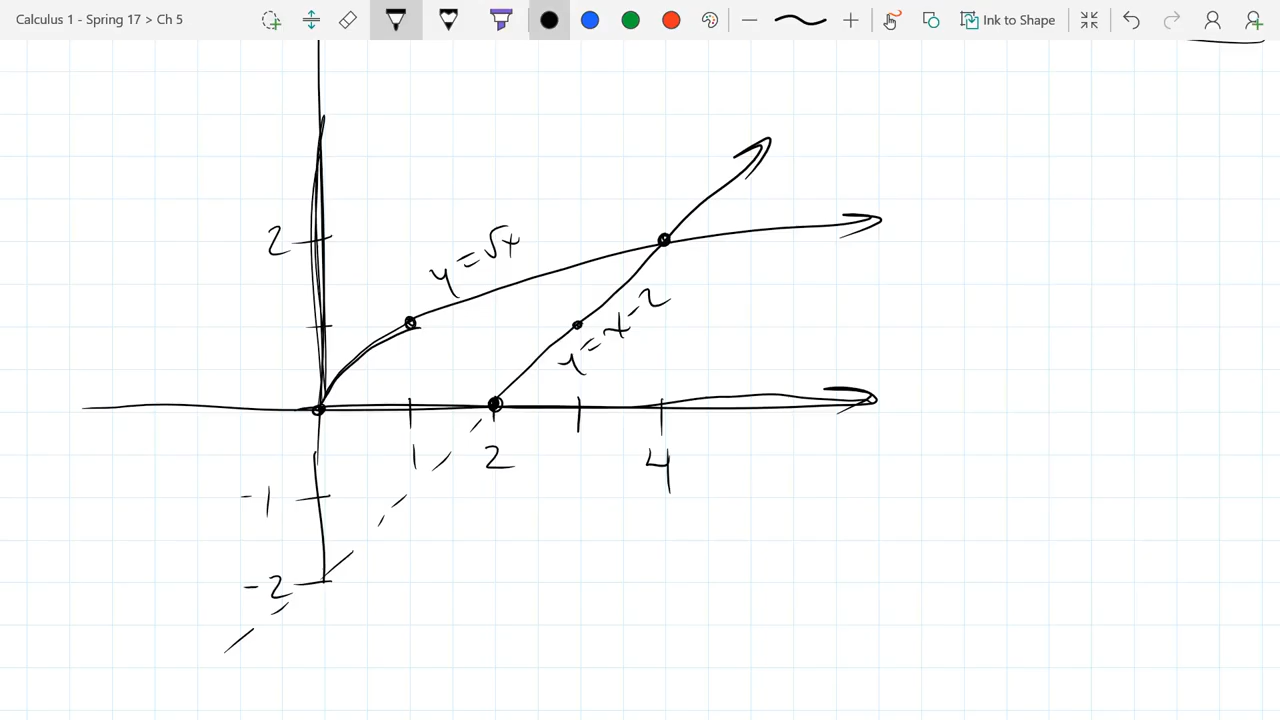 Calculus 1 - Spring 17 > Ch 5
Ink to Shape
2
y = √x
y = x - 2
1
2
4
-1
-2